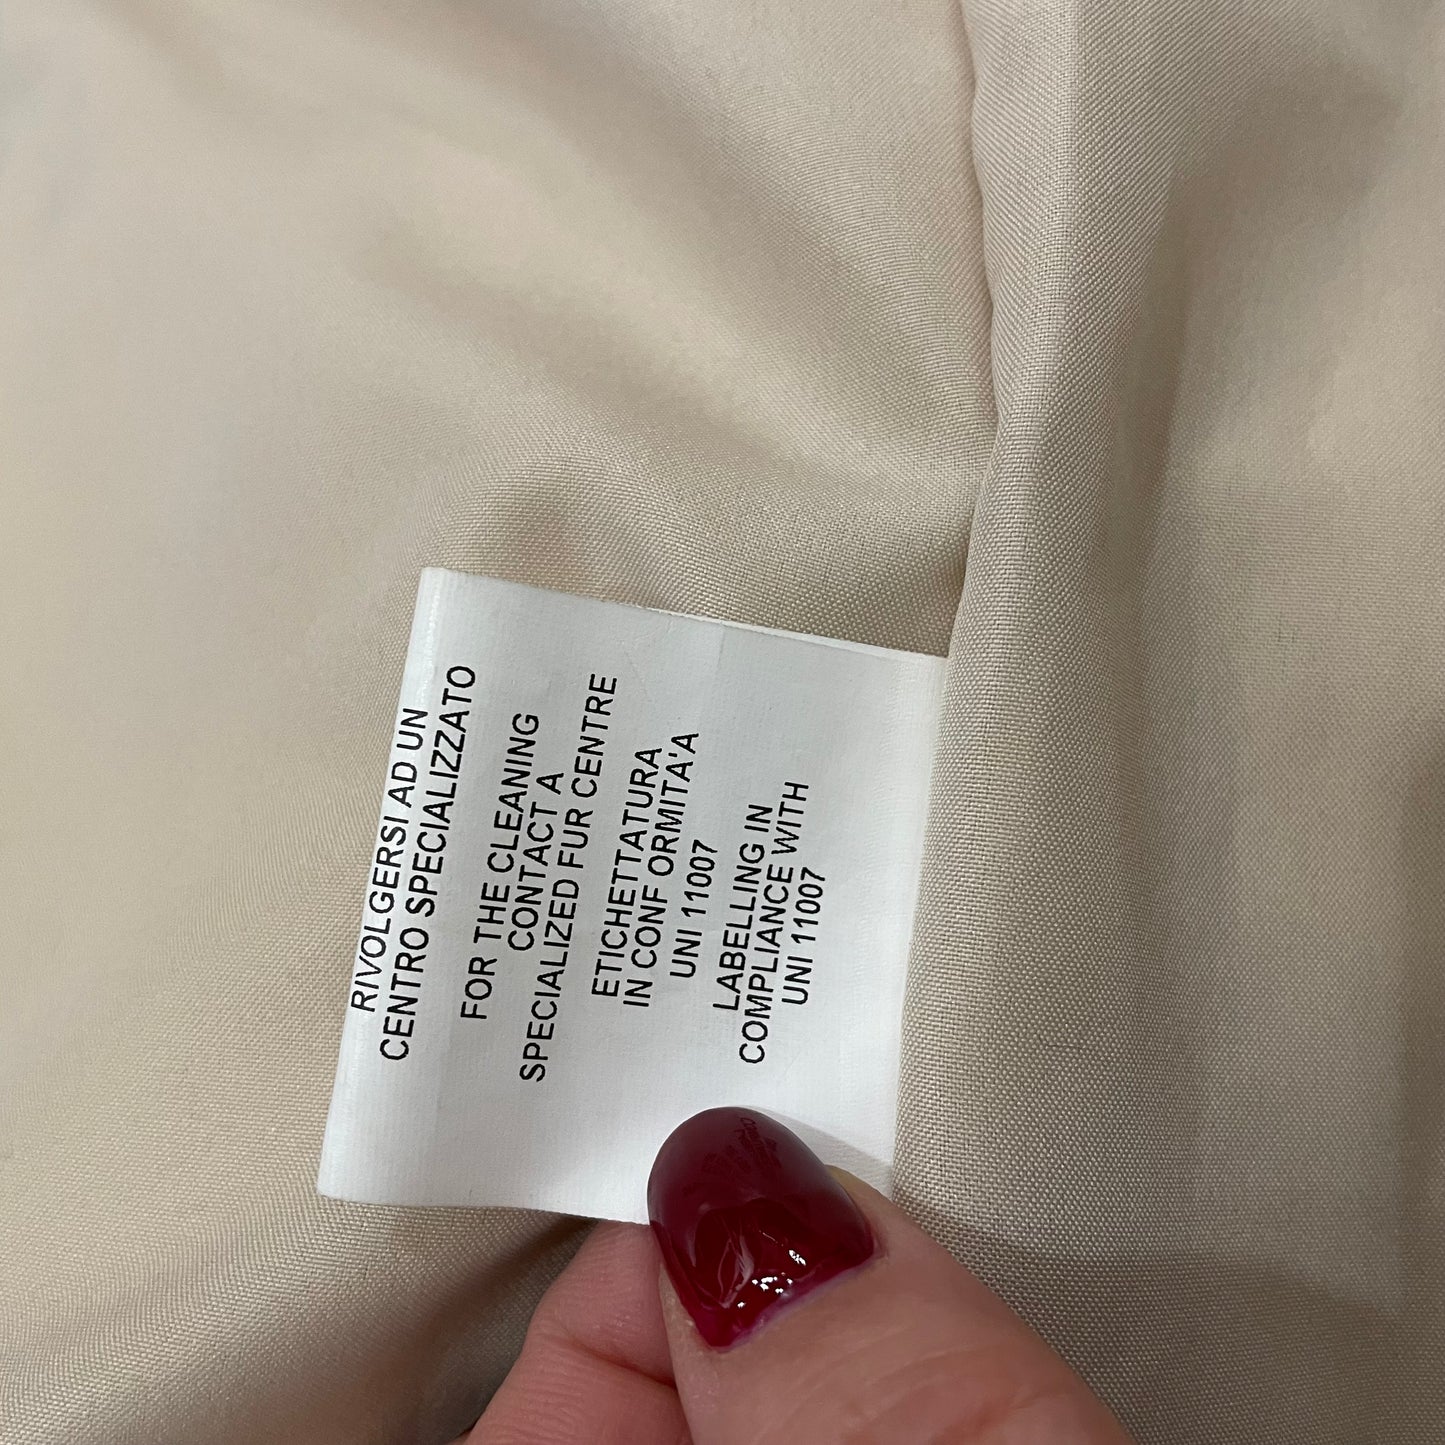 RIVOLGERSI AD UN
CENTRO SPECIALIZZATO
FOR THE CLEANING
CONTACT A
SPECIALIZED FUR CENTRE
ETICHETTATURA
IN CONF ORMITA'A
UNI 11007
LABELLING IN
COMPLIANCE WITH
UNI 11007